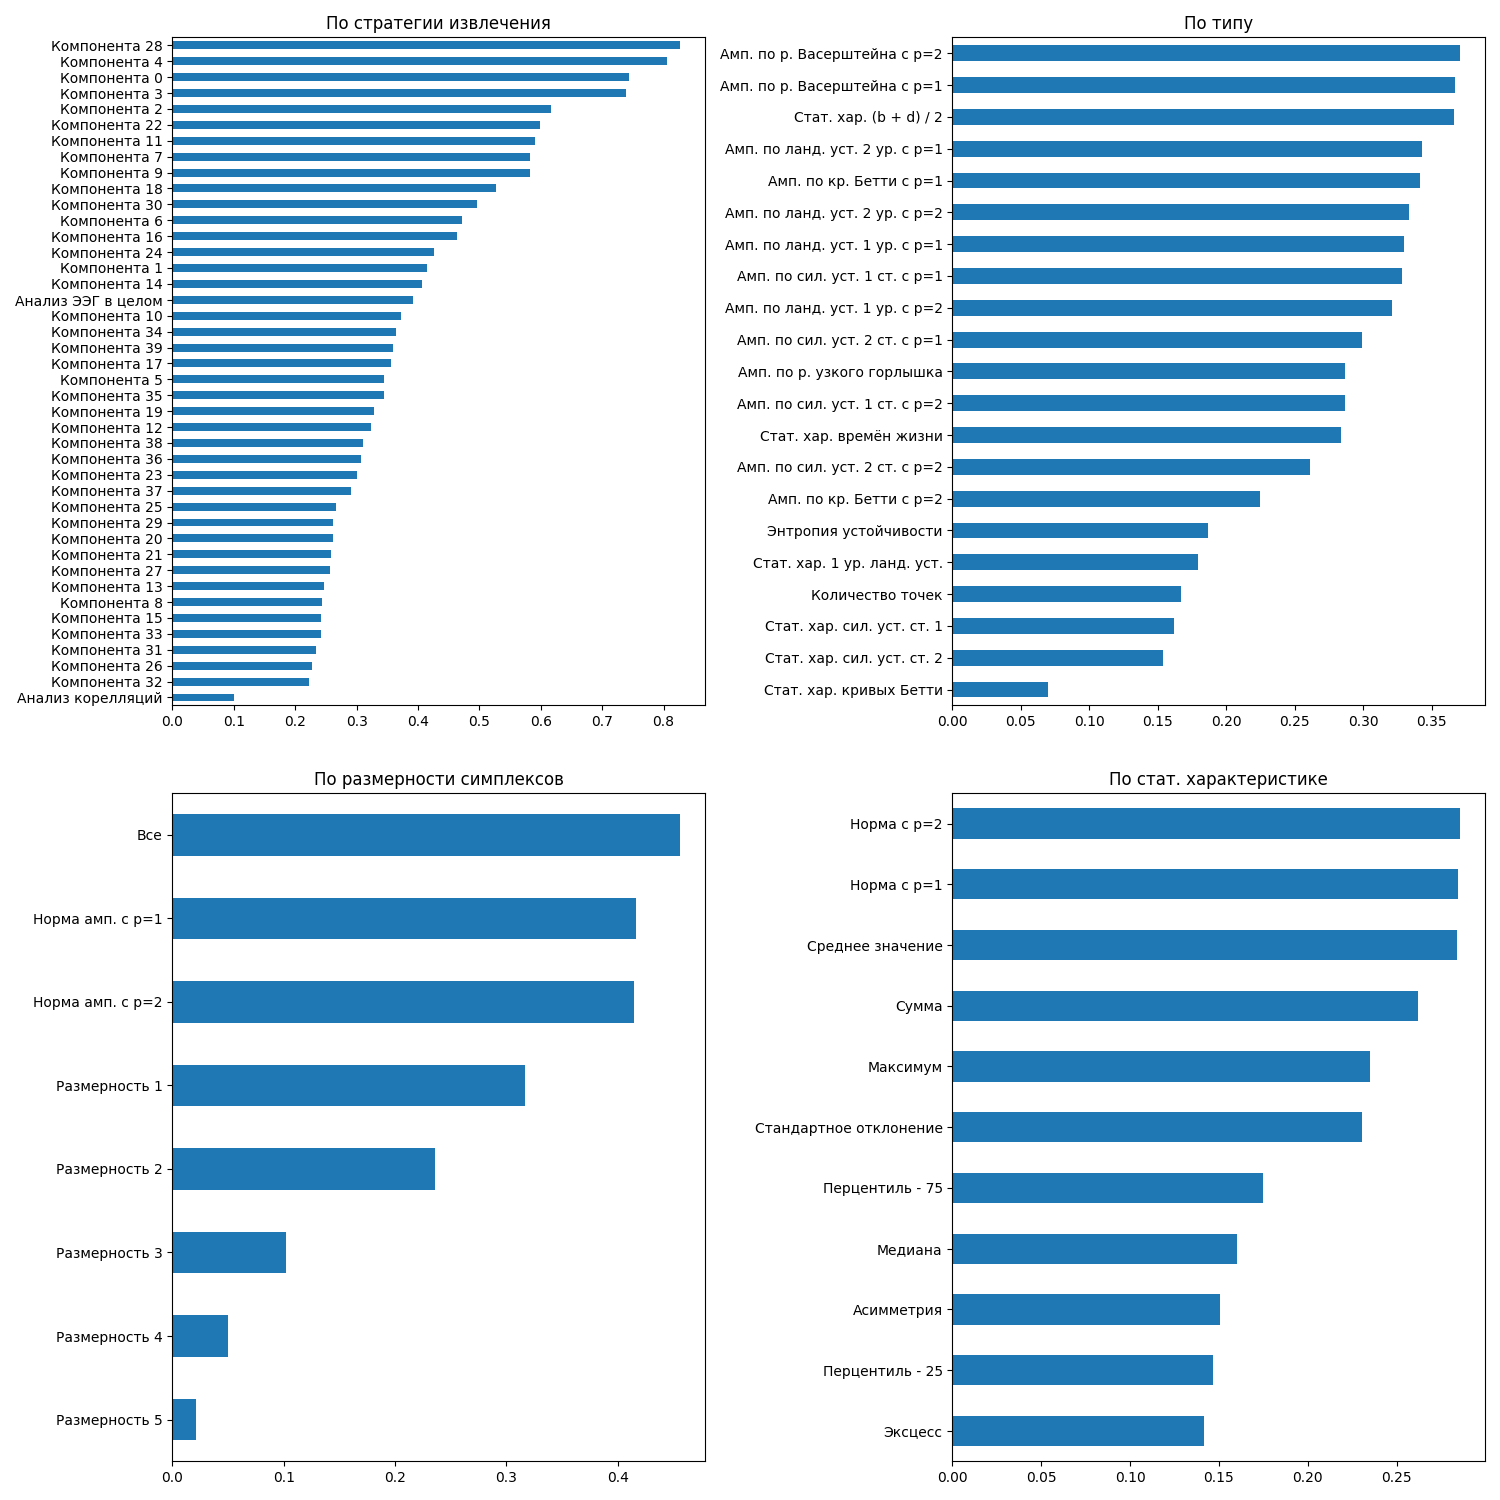 По стратегии извлечения
Компонента 28
Компонента 4
Компонента 0
Компонента 3
Компонента 2
Компонента 22
Компонента 11
Компонента 7
Компонента 9
Компонента 18
Компонента 30
Компонента 6
Компонента 16
Компонента 24
Компонента 1
Компонента 14
Анализ ЭЭГ в целом
Компонента 10
Компонента 34
Компонента 39
Компонента 17
Компонента 5
Компонента 35
Компонента 19
Компонента 12
Компонента 38
Компонента 36
Компонента 23
Компонента 37
Компонента 25
Компонента 29
Компонента 20
Компонента 21
Компонента 27
Компонента 13
Компонента 8
Компонента 15
Компонента 33
Компонента 31
Компонента 26
Компонента 32
Анализ корелляций
0.0 0.1 0.2 0.3 0.4 0.5 0.6 0.7 0.8
По типу
Амп. по р. Васерштейна с p=2
Амп. по р. Васерштейна с p=1
Стат. хар. (b + d) / 2
Амп. по ланд. уст. 2 ур. с p=1
Амп. по кр. Бетти с p=1
Амп. по ланд. уст. 2 ур. с p=2
Амп. по ланд. уст. 1 ур. с p=1
Амп. по сил. уст. 1 ст. с p=1
Амп. по ланд. уст. 1 ур. с p=2
Амп. по сил. уст. 2 ст. с p=1
Амп. по р. узкого горлышка
Амп. по сил. уст. 1 ст. с p=2
Стат. хар. времён жизни
Амп. по сил. уст. 2 ст. с p=2
Амп. по кр. Бетти с p=2
Энтропия устойчивости
Стат. хар. 1 ур. ланд. уст.
Количество точек
Стат. хар. сил. уст. ст. 1
Стат. хар. сил. уст. ст. 2
Стат. хар. кривых Бетти
0.00 0.05 0.10 0.15 0.20 0.25 0.30 0.35
По размерности симплексов
Все
Норма амп. с p=1
Норма амп. с p=2
Размерность 1
Размерность 2
Размерность 3
Размерность 4
Размерность 5
0.0 0.1 0.2 0.3 0.4
По стат. характеристике
Норма с p=2
Норма с p=1
Среднее значение
Сумма
Максимум
Стандартное отклонение
Перцентиль - 75
Медиана
Асимметрия
Перцентиль - 25
Эксцесс
0.00 0.05 0.10 0.15 0.20 0.25